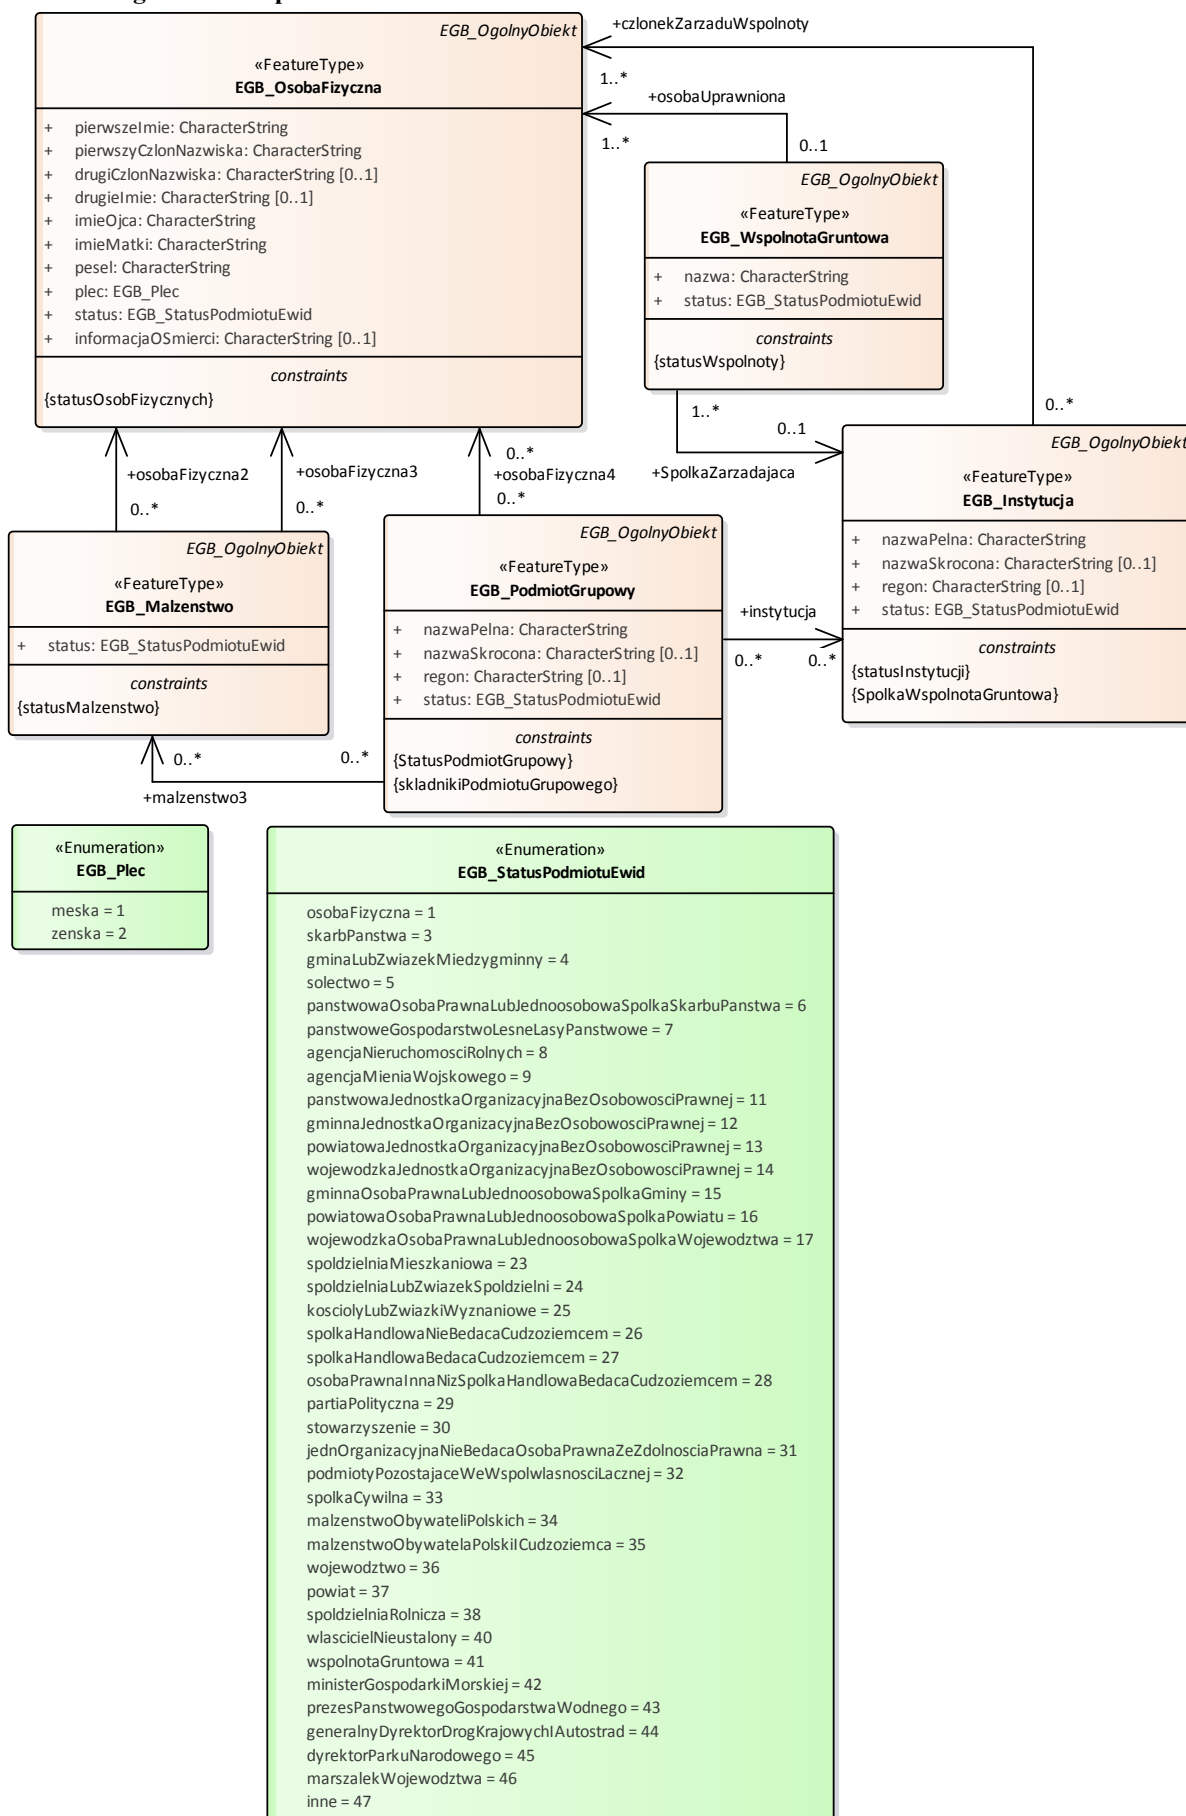 EGB_OgolnyObiekt
«FeatureType»
EGB_OsobaFizyczna
+ pierwszeImie: CharacterString
+ pierwszyCzlonNazwiska: CharacterString
+ drugiCzlonNazwiska: CharacterString [0..1]
+ drugieImie: CharacterString [0..1]
+ imieOjca: CharacterString
+ imieMatki: CharacterString
+ pesel: CharacterString
+ plec: EGB_Plec
+ status: EGB_StatusPodmiotuEwid
+ informacjaOSmierci: CharacterString [0..1]
constraints
{statusOsobFizycznych}
+czlonekZarzaduWspolnoty
1..*
0..*
+osobaUprawniona
1..*
0..1
EGB_OgolnyObiekt
«FeatureType»
EGB_WspolnotaGruntowa
+ nazwa: CharacterString
+ status: EGB_StatusPodmiotuEwid
constraints
{statusWspolnoty}
1..*
0..1
+SpolkaZarzadajaca
EGB_OgolnyObiekt
«FeatureType»
EGB_Instytucja
+ nazwaPelna: CharacterString
+ nazwaSkrocona: CharacterString [0..1]
+ regon: CharacterString [0..1]
+ status: EGB_StatusPodmiotuEwid
constraints
{statusInstytucji}
{SpolkaWspolnotaGruntowa}
+osobaFizyczna2
0..*
+osobaFizyczna3
0..*
0..*
+osobaFizyczna4
0..*
EGB_OgolnyObiekt
«FeatureType»
EGB_Malzenstwo
+ status: EGB_StatusPodmiotuEwid
constraints
{statusMalzenstwo}
EGB_OgolnyObiekt
«FeatureType»
EGB_PodmiotGrupowy
+ nazwaPelna: CharacterString
+ nazwaSkrocona: CharacterString [0..1]
+ regon: CharacterString [0..1]
+ status: EGB_StatusPodmiotuEwid
constraints
{StatusPodmiotGrupowy}
{skladnikiPodmiotuGrupowego}
+instytucja
0..* 0..*
0..* 0..*
+malzenstwo3
«Enumeration»
EGB_Plec
meska = 1
zenska = 2
«Enumeration»
EGB_StatusPodmiotuEwid
osobaFizyczna = 1
skarbPanstwa = 3
gminaLubZwiazekMiedzygminny = 4
solectwo = 5
panstwowaOsobaPrawnaLubJednoosobowaSpolkaSkarbuPanstwa = 6
panstwoweGospodarstwoLesneLasyPanstwowe = 7
agencjaNieruchomosciRolnych = 8
agencjaMieniaWojskowego = 9
panstwowaJednostkaOrganizacyjnaBezOsobowosciPrawnej = 11
gminnaJednostkaOrganizacyjnaBezOsobowosciPrawnej = 12
powiatowaJednostkaOrganizacyjnaBezOsobowosciPrawnej = 13
wojewodzkaJednostkaOrganizacyjnaBezOsobowosciPrawnej = 14
gminnaOsobaPrawnaLubJednoosobowaSpolkaGminy = 15
powiatowaOsobaPrawnaLubJednoosobowaSpolkaPowiatu = 16
wojewodzkaOsobaPrawnaLubJednoosobowaSpolkaWojewodztwa = 17
spoldzielniaMieszkaniowa = 23
spoldzielniaLubZwiazekSpoldzielni = 24
kosciolyLubZwiazkiWyznaniowe = 25
spolkaHandlowaNieBedacaCudzoziemcem = 26
spolkaHandlowaBedacaCudzoziemcem = 27
osobaPrawnaInnaNizSpolkaHandlowaBedacaCudzoziemcem = 28
partiaPolityczna = 29
stowarzyszenie = 30
jednOrganizacyjnaNieBedacaOsobaPrawnaZeZdolnosciaPrawna = 31
podmiotyPozostajaceWeWspolwlasnosciLacznej = 32
spolkaCywilna = 33
malzenstwoObywateliPolskich = 34
malzenstwoObywatelaPolskiICudzoziemca = 35
wojewodztwo = 36
powiat = 37
spoldzielniaRolnicza = 38
wlascicielNieustalony = 40
wspolnotaGruntowa = 41
ministerGospodarkiMorskiej = 42
prezesPanstwowegoGospodarstwaWodnego = 43
generalnyDyrektorDrogKrajowychIAutostrad = 44
dyrektorParkuNarodowego = 45
marszalekWojewodztwa = 46
inne = 47